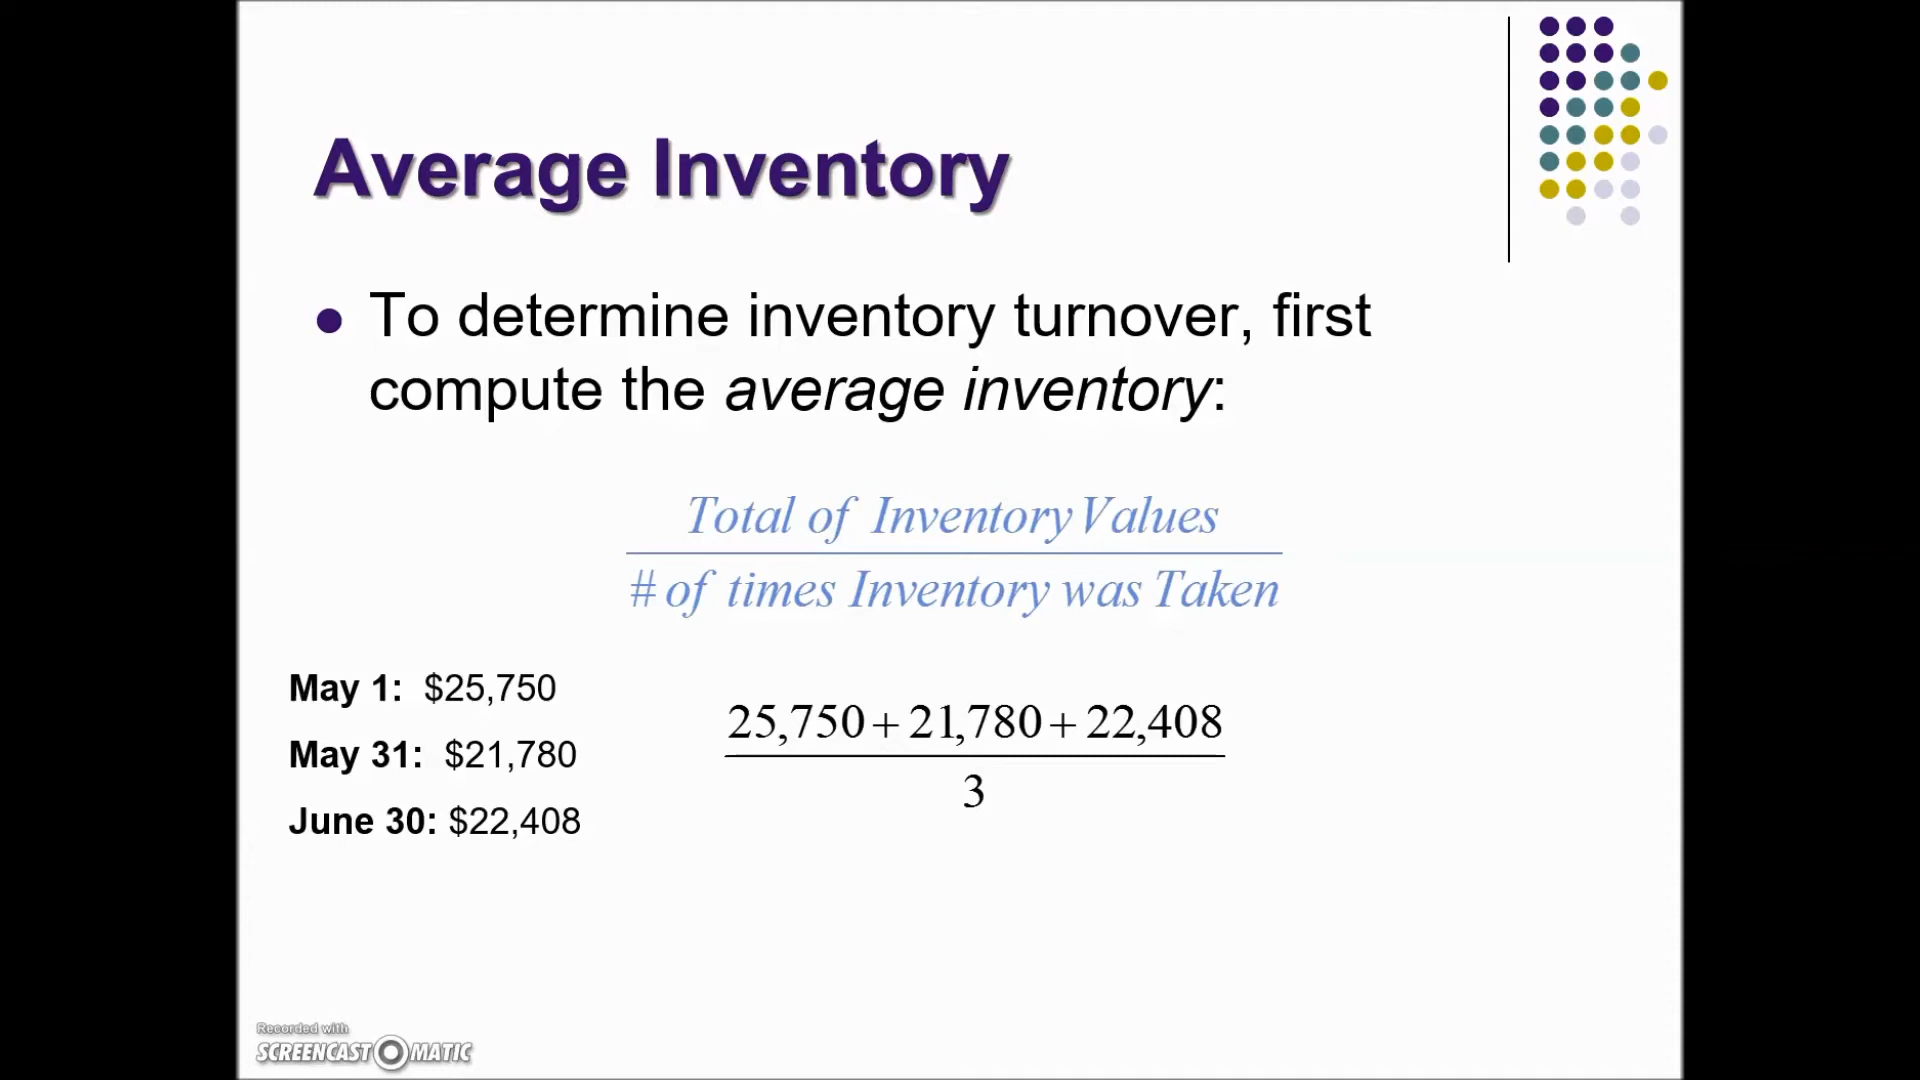 Average Inventory
To determine inventory turnover, first
compute the average inventory:
Total of Inventory Values
# of times Inventory was Taken
May 1: $25,750
May 31: $21,780
June 30: $22,408
25,750 + 21,780 + 22,408
3
Recorded with
SCREENCAST O MATIC